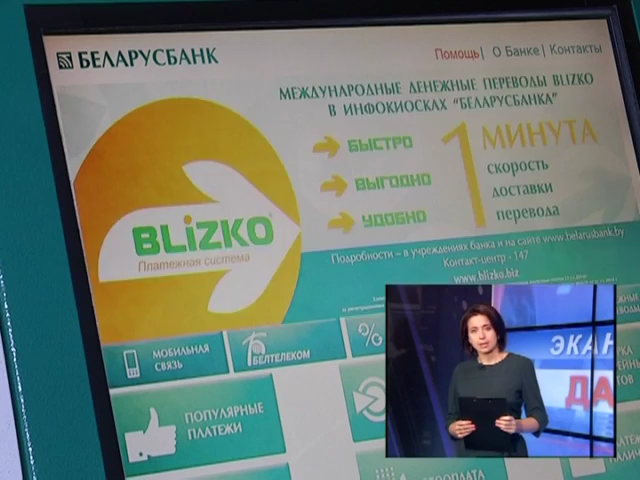 БЕЛАРУСБАНК
Помощь | О Банке | Контакты
МЕЖДУНАРОДНЫЕ ДЕНЕЖНЫЕ ПЕРЕВОДЫ BLIZKO
В ИНФОКИОСКАХ "БЕЛАРУСБАНКА"
БЫСТРО
ВЫГОДНО
УДОБНО
1 МИНУТА
скорость
доставки
перевода
BLiZKO
Платежная система
Подробности – в учреждениях банка и на сайте www.belarusbank.by
Контакт-центр - 147
www.blizko.biz
МОБИЛЬНАЯ
СВЯЗЬ
БЕЛТЕЛЕКОМ
%
ПОПУЛЯРНЫЕ
ПЛАТЕЖИ
ЭКАН
ДА